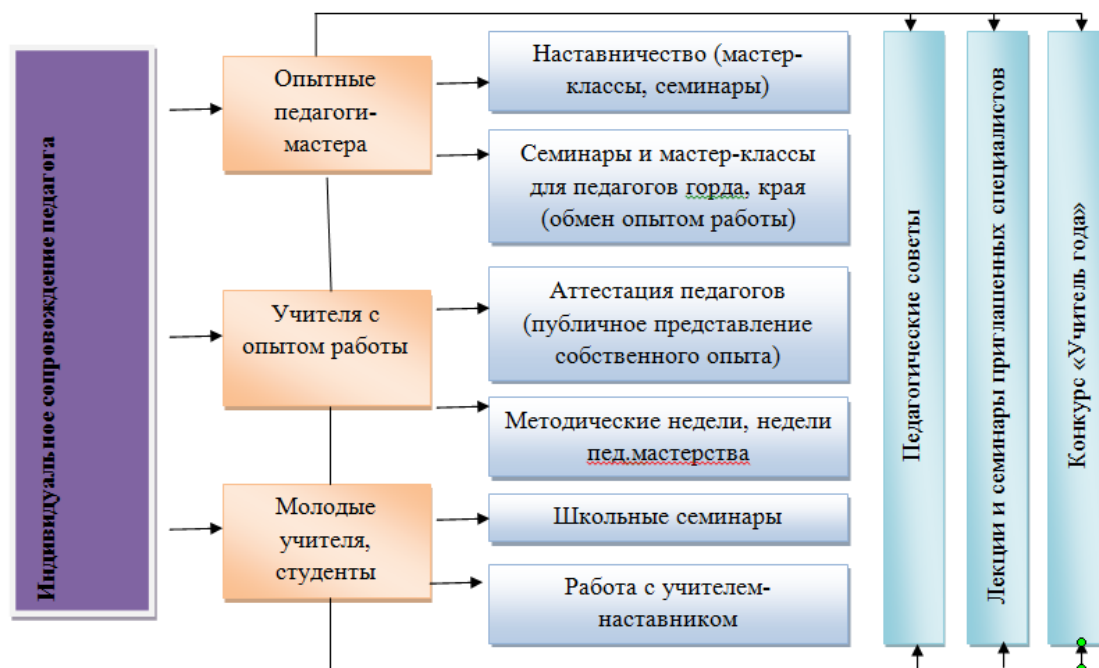 Индивидуальное сопровождение педагога
Опытные
педагоги-
мастера
Наставничество (мастер-
классы, семинары)
Семинары и мастер-классы
для педагогов горда, края
(обмен опытом работы)
Учителя с
опытом работы
Аттестация педагогов
(публичное представление
собственного опыта)
Методические недели, недели
пед.мастерства
Молодые
учителя,
студенты
Школьные семинары
Работа с учителем-
наставником
Педагогические советы
Лекции и семинары приглашенных специалистов
Конкурс «Учитель года»